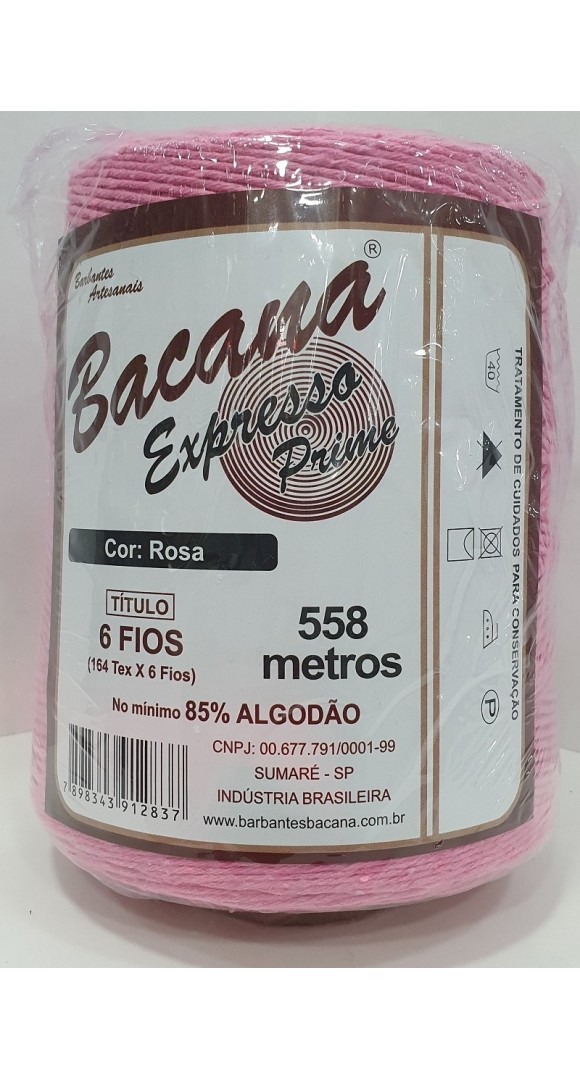 Barbantes
Artesanais
Bacana®
Expresso
Prime
Cor: Rosa
TÍTULO
6 FIOS
(164 Tex X 6 Fios)
558
metros
No mínimo 85% ALGODÃO
CNPJ: 00.677.791/0001-99
SUMARÉ - SP
INDÚSTRIA BRASILEIRA
www.barbantesbacana.com.br
7 898343 912837
TRATAMENTO DE CUIDADOS PARA CONSERVAÇÃO
40
P